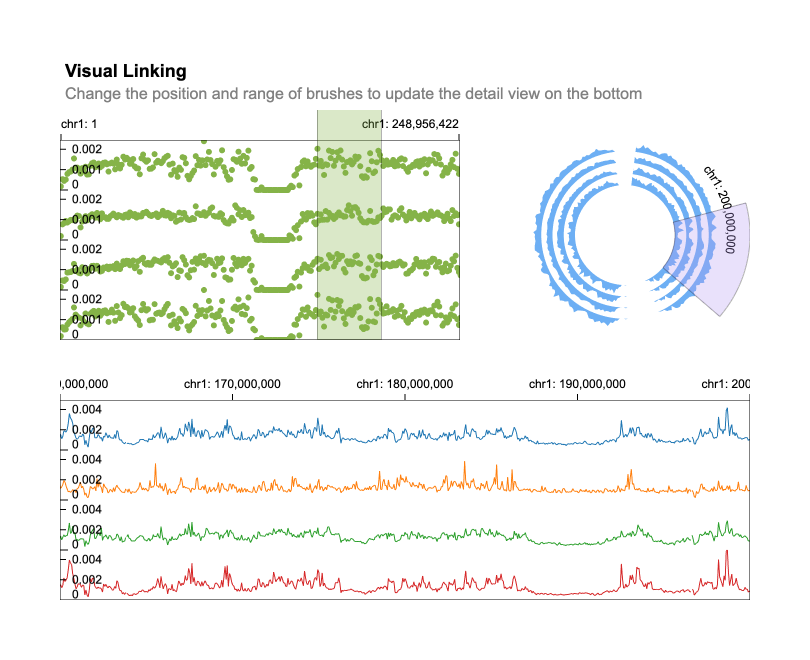 Visual Linking
Change the position and range of brushes to update the detail view on the bottom
chr1: 1
chr1: 248,956,422
0.002
0.001
0
0.002
0.001
0
0.002
0.001
0
0.002
0.001
0
chr1: 200,000,000
0,000,000
chr1: 170,000,000
chr1: 180,000,000
chr1: 190,000,000
chr1: 200
0.004
0.002
0
0.004
0.002
0
0.004
0.002
0
0.004
0.002
0